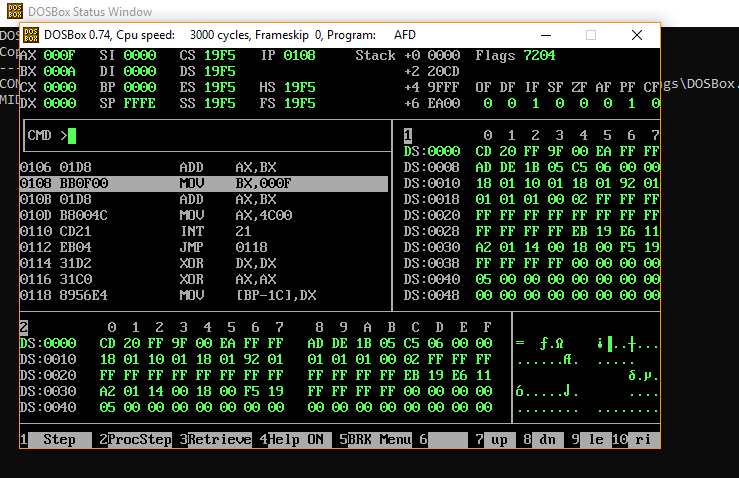 DOSBox Status Window
DOSBox 0.74, Cpu speed: 3000 cycles, Frameskip 0, Program: AFD
AX 000F SI 0000 CS 19F5 IP 0108 Stack +0 0000 Flags 7204
BX 000A DI 0000 DS 19F5 +2 20CD
CX 0000 BP 0000 ES 19F5 HS 19F5 +4 9FFF OF DF IF SF ZF AF PF CF
DX 0000 SP FFFE SS 19F5 FS 19F5 +6 EA00 0 0 1 0 0 0 1 0
gs\DOSBox.
CMD >
0106 01D8 ADD AX,BX
0108 BB0F00 MOV BX,000F
010B 01D8 ADD AX,BX
010D B8004C MOV AX,4C00
0110 CD21 INT 21
0112 EB04 JMP 0118
0114 31D2 XOR DX,DX
0116 31C0 XOR AX,AX
0118 8956E4 MOV [BP-1C],DX
1 0 1 2 3 4 5 6 7
DS:0000 CD 20 FF 9F 00 EA FF FF
DS:0008 AD DE 1B 05 C5 06 00 00
DS:0010 18 01 10 01 18 01 92 01
DS:0018 01 01 01 00 02 FF FF FF
DS:0020 FF FF FF FF FF FF FF FF
DS:0028 FF FF FF FF EB 19 E6 11
DS:0030 A2 01 14 00 18 00 F5 19
DS:0038 FF FF FF FF 00 00 00 00
DS:0040 05 00 00 00 00 00 00 00
DS:0048 00 00 00 00 00 00 00 00
2 0 1 2 3 4 5 6 7 8 9 A B C D E F
DS:0000 CD 20 FF 9F 00 EA FF FF AD DE 1B 05 C5 06 00 00
DS:0010 18 01 10 01 18 01 92 01 01 01 01 00 02 FF FF FF
DS:0020 FF FF FF FF FF FF FF FF FF FF FF FF EB 19 E6 11
DS:0030 A2 01 14 00 18 00 F5 19 FF FF FF FF 00 00 00 00
DS:0040 05 00 00 00 00 00 00 00 00 00 00 00 00 00 00 00
= ƒ.Ω ¡▐..┼...
......Æ. .....
δ.µ.
ó.....⌡. ....
........ ........
1 Step 2 ProcStep 3 Retrieve 4 Help ON 5 BRK Menu 6 7 up 8 dn 9 le 10 ri